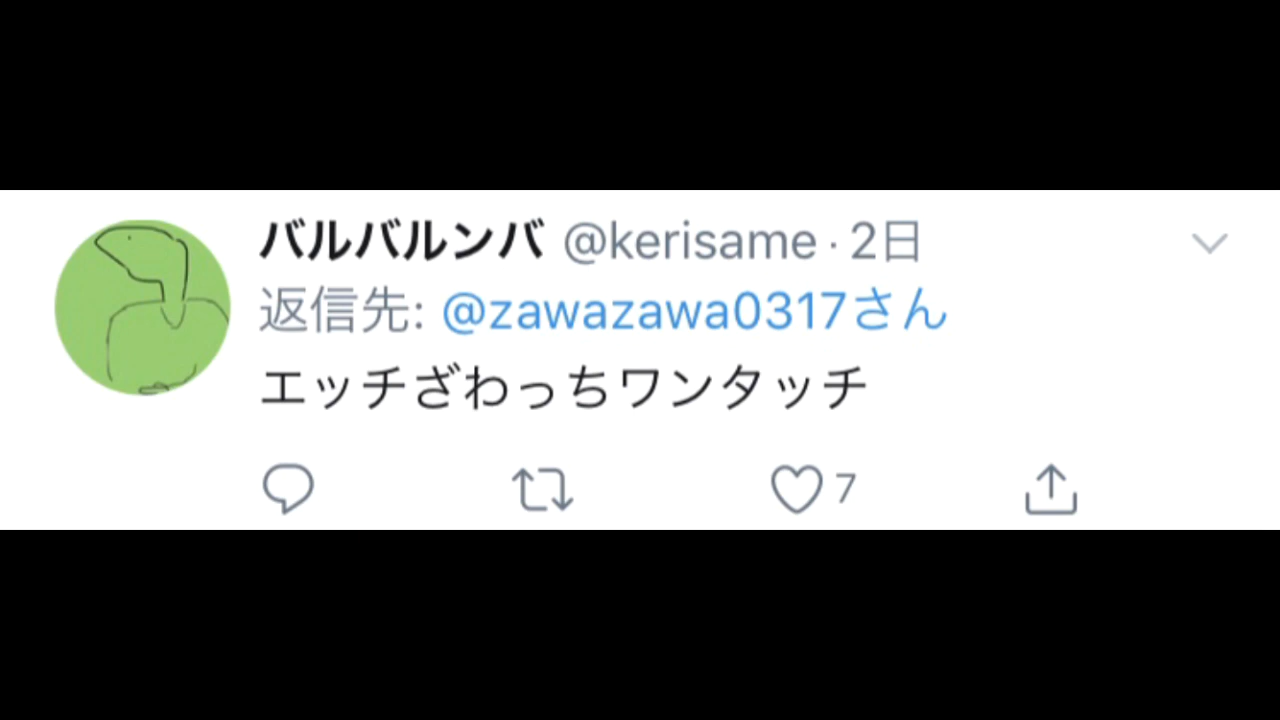 バルバルンバ @kerisame · 2日
返信先: @zawazawa0317さん
エッチざわっちワンタッチ
7